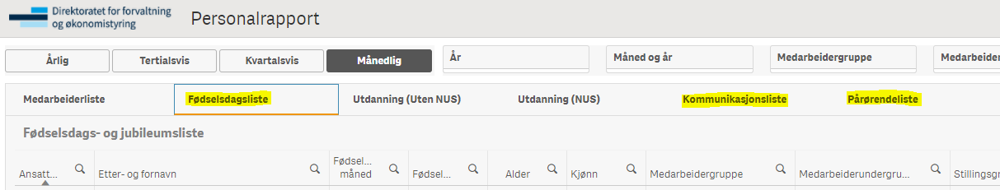 Direktoratet for forvaltning
og økonomistyring
Personalrapport
Årlig Tertialsvis Kvartalsvis Månedlig År Måned og år Medarbeidergruppe Medarbeider
Medarbeiderliste Fødselsdagsliste Utdanning (Uten NUS) Utdanning (NUS) Kommunikasjonsliste Pårørendeliste
Fødselsdags- og jubileumsliste
Ansatt... Etter- og fornavn Fødsel... måned Fødsel... Alder Kjønn Medarbeidergruppe Medarbeiderundergru... Stillingsgr